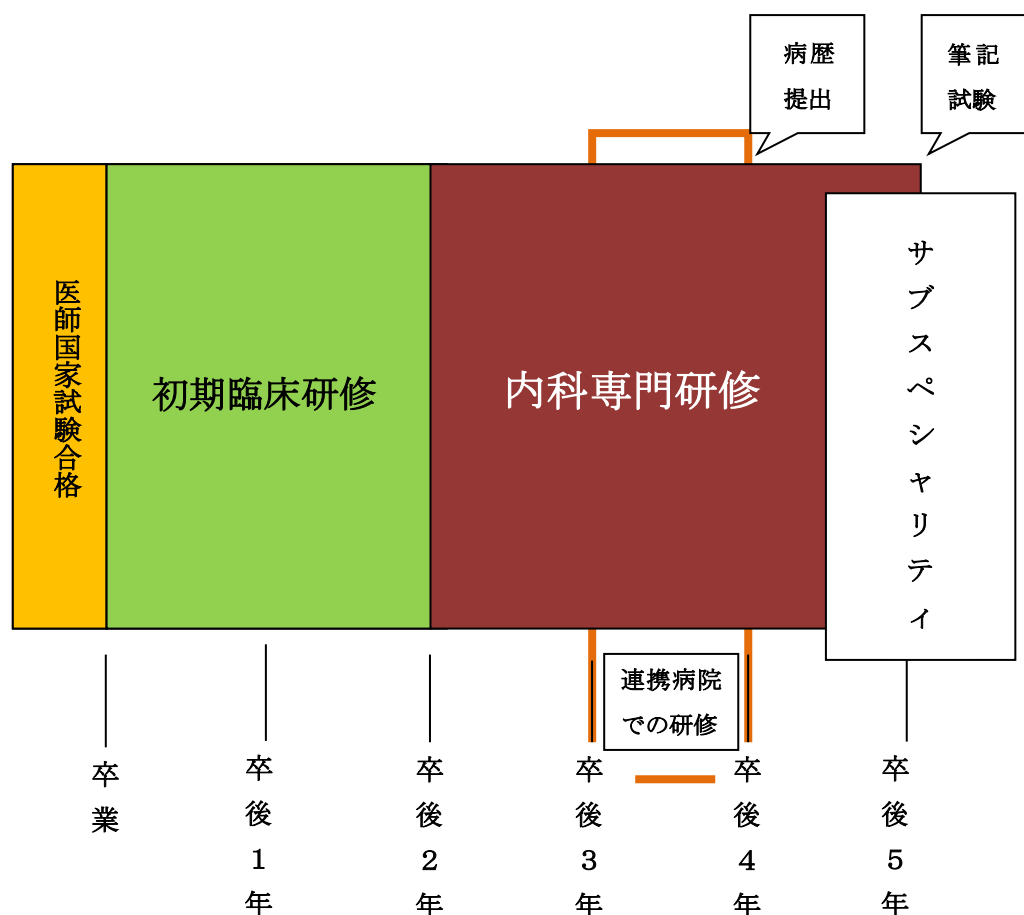 病歴
提出
筆記
試験
医師国家試験合格
初期臨床研修
内科専門研修
サブスペシャリティ
連携病院
での研修
卒業
卒後1年
卒後2年
卒後3年
卒後4年
卒後5年